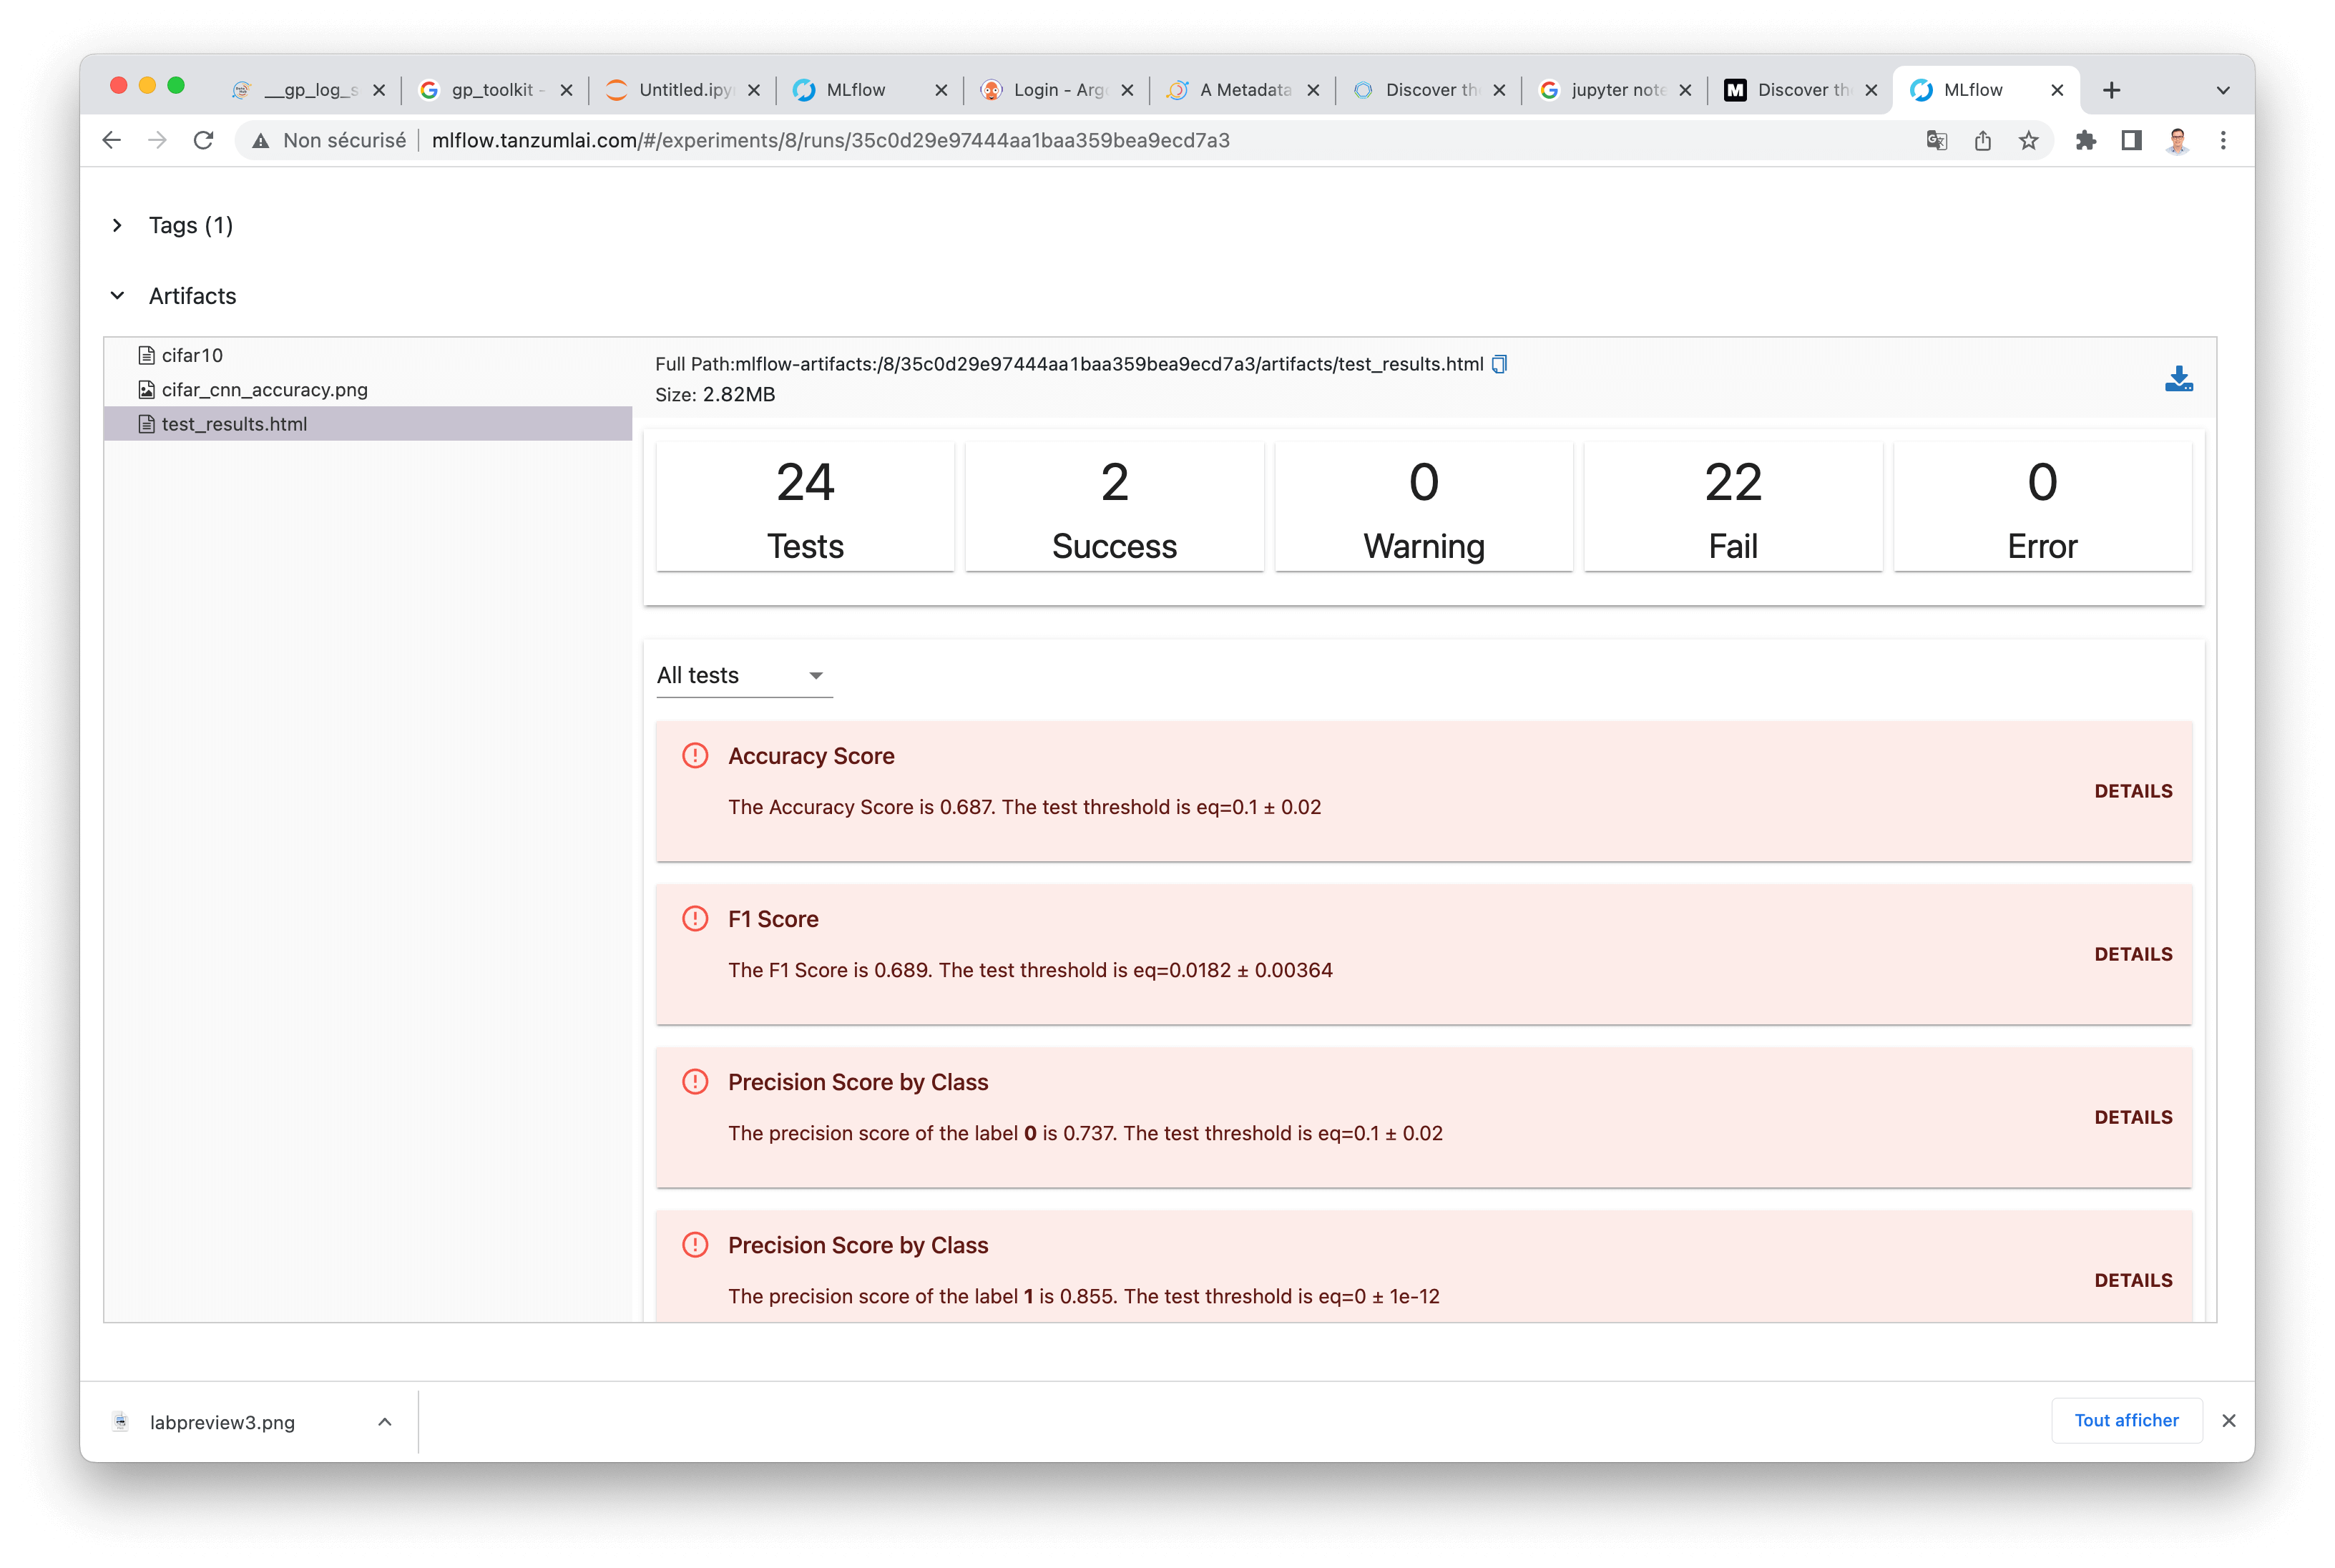 __gp_log_s
gp_toolkit -
Untitled.ipy
MLflow
Login - Argo
A Metadata
Discover th
jupyter note
Discover th
MLflow
Non sécurisé
mlflow.tanzumlai.com/#/experiments/8/runs/35c0d29e97444aa1baa359bea9ecd7a3
Tags (1)
Artifacts
cifar10
cifar_cnn_accuracy.png
test_results.html
Full Path:mlflow-artifacts:/8/35c0d29e97444aa1baa359bea9ecd7a3/artifacts/test_results.html
Size: 2.82MB
24
Tests
2
Success
0
Warning
22
Fail
0
Error
All tests
Accuracy Score
The Accuracy Score is 0.687. The test threshold is eq=0.1 ± 0.02
DETAILS
F1 Score
The F1 Score is 0.689. The test threshold is eq=0.0182 ± 0.00364
DETAILS
Precision Score by Class
The precision score of the label 0 is 0.737. The test threshold is eq=0.1 ± 0.02
DETAILS
Precision Score by Class
The precision score of the label 1 is 0.855. The test threshold is eq=0 ± 1e-12
DETAILS
labpreview3.png
Tout afficher